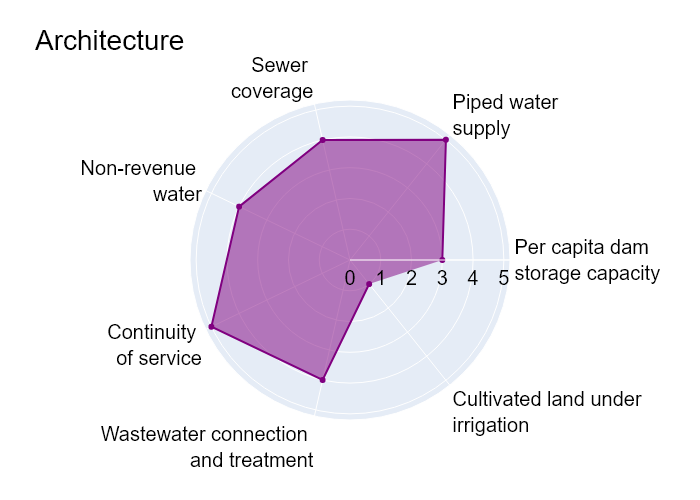 Architecture
Sewer
coverage
Piped water
supply
Non-revenue
water
Per capita dam
storage capacity
0 1 2 3 4 5
Continuity
of service
Cultivated land under
irrigation
Wastewater connection
and treatment